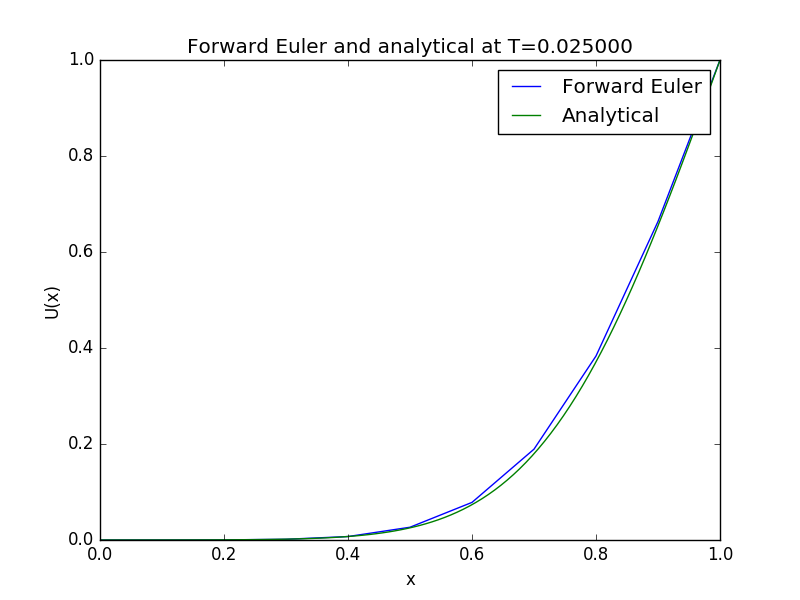 Forward Euler and analytical at T=0.025000
Forward Euler
Analytical
1.0
0.8
0.6
0.4
0.2
0.0
U(x)
0.0 0.2 0.4 0.6 0.8 1.0
x